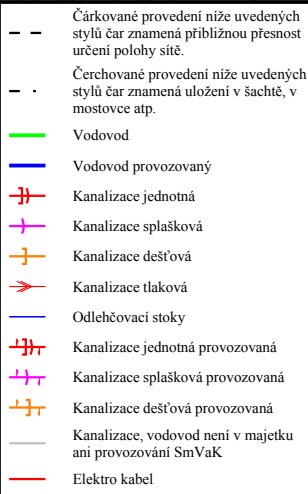 Čárkované provedení níže uvedených
stylů čar znamená přibližnou přesnost
určení polohy sítě.
Čerchované provedení níže uvedených
stylů čar znamená uložení v šachtě, v
mostovce atp.
Vodovod
Vodovod provozovaný
Kanalizace jednotná
Kanalizace splašková
Kanalizace dešťová
Kanalizace tlaková
Odlehčovací stoky
Kanalizace jednotná provozovaná
Kanalizace splašková provozovaná
Kanalizace dešťová provozovaná
Kanalizace, vodovod není v majetku
ani provozování SmVaK
Elektro kabel